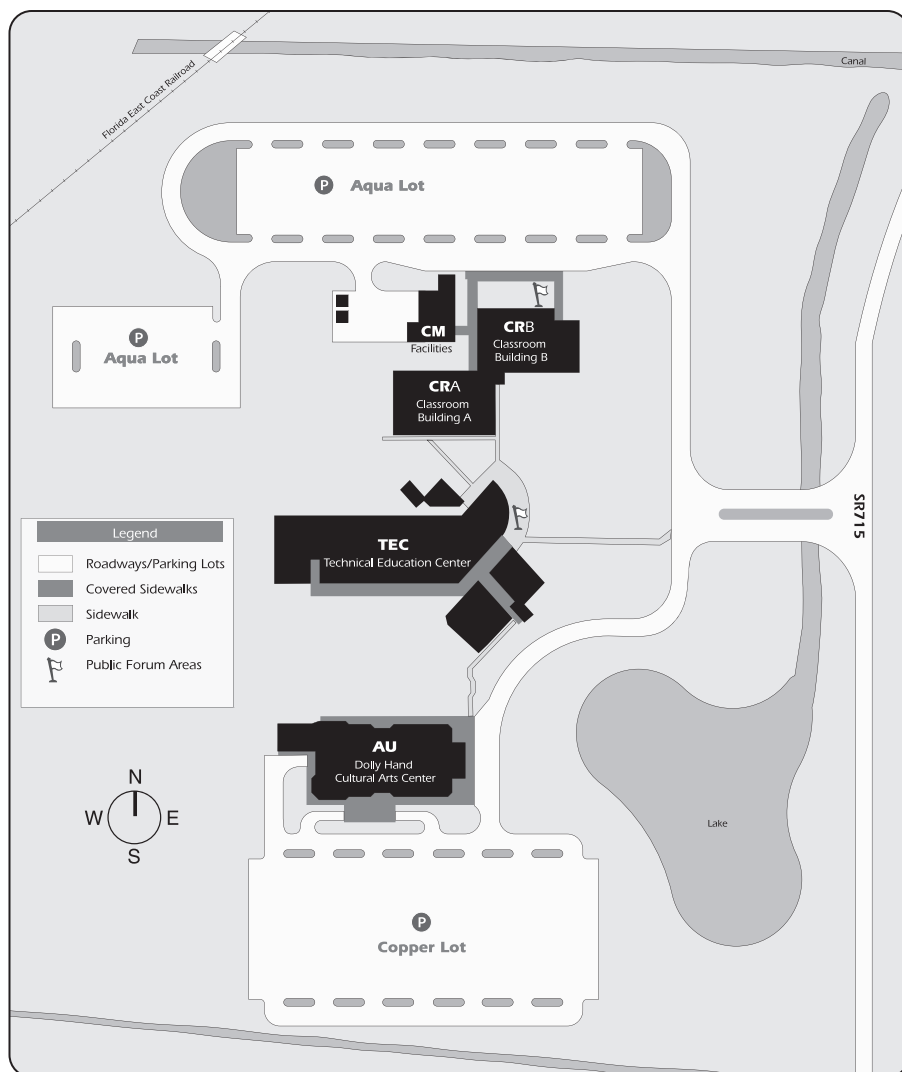 Canal
Florida East Coast Railroad
P Aqua Lot
P
Aqua Lot
CM
Facilities
CRB
Classroom
Building B
CRA
Classroom
Building A
SR715
TEC
Technical Education Center
Legend
Roadways/Parking Lots
Covered Sidewalks
Sidewalk
P Parking
Public Forum Areas
AU
Dolly Hand
Cultural Arts Center
N
W E
S
Lake
P
Copper Lot